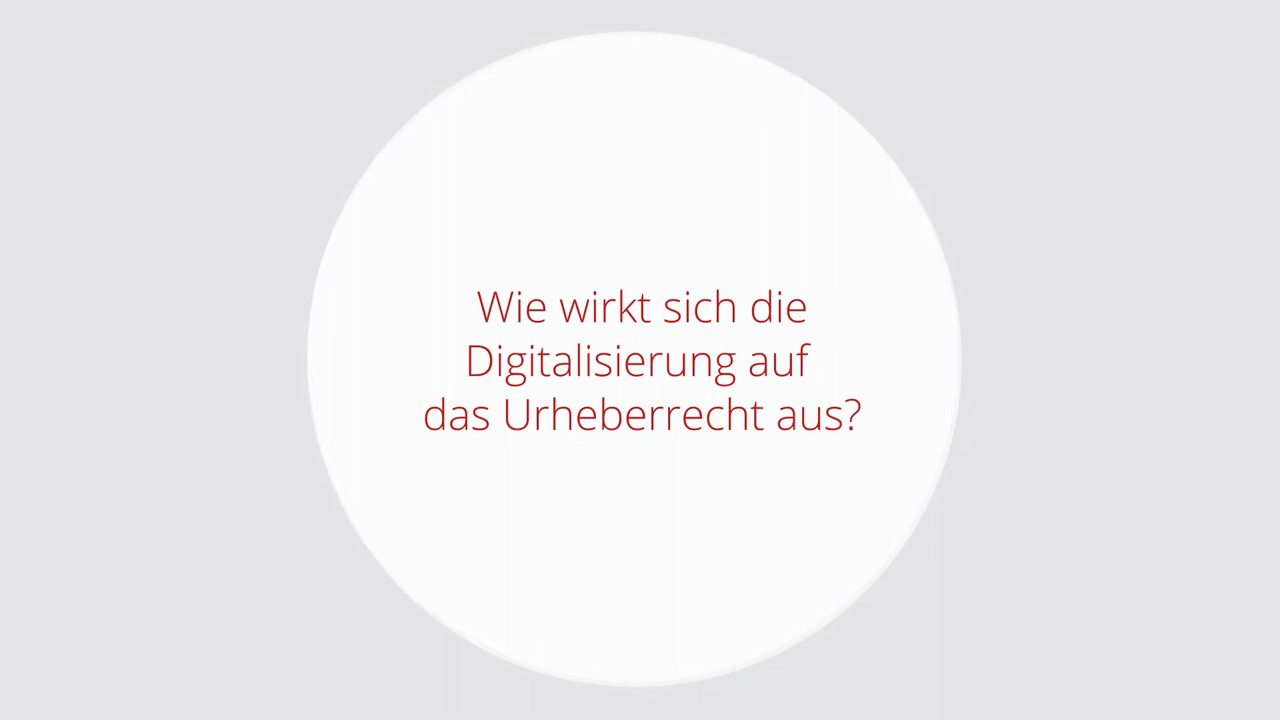 Wie wirkt sich die
Digitalisierung auf
das Urheberrecht aus?